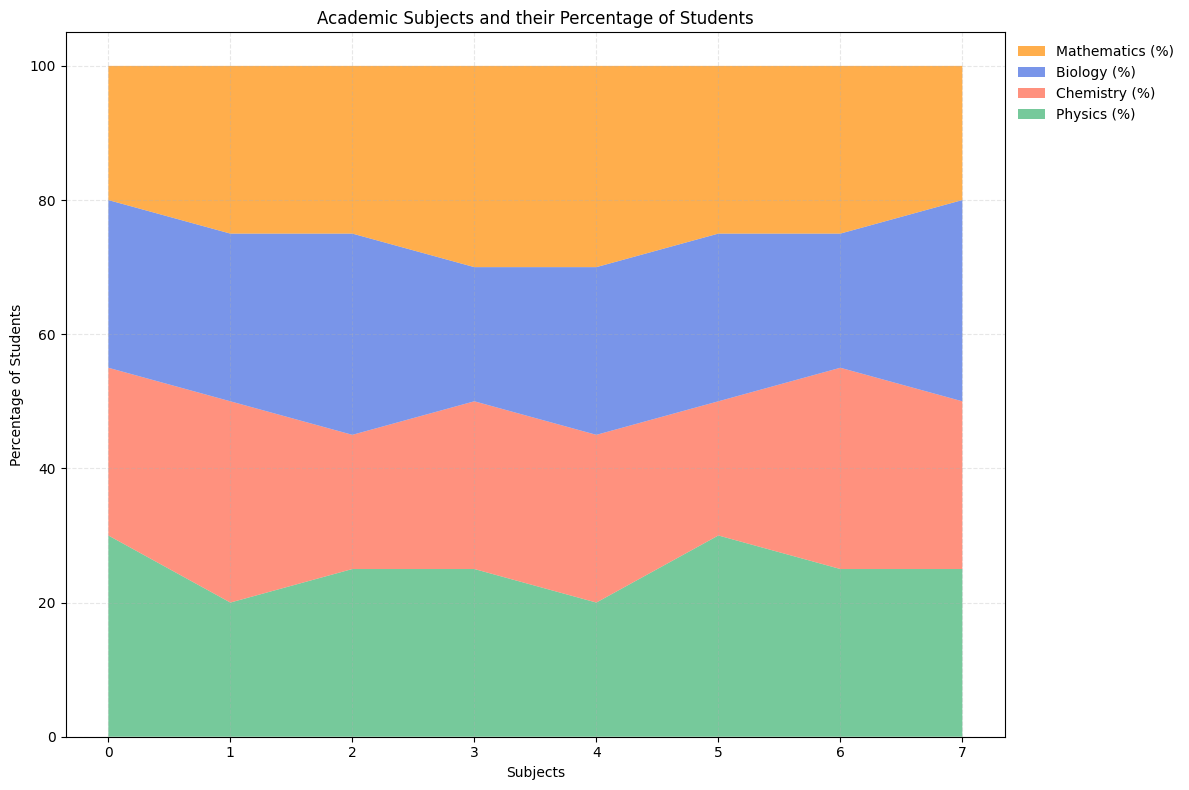 Academic Subjects and their Percentage of Students
Mathematics (%)
Biology (%)
Chemistry (%)
Physics (%)
Percentage of Students
100
80
60
40
20
0
0 1 2 3 4 5 6 7
Subjects